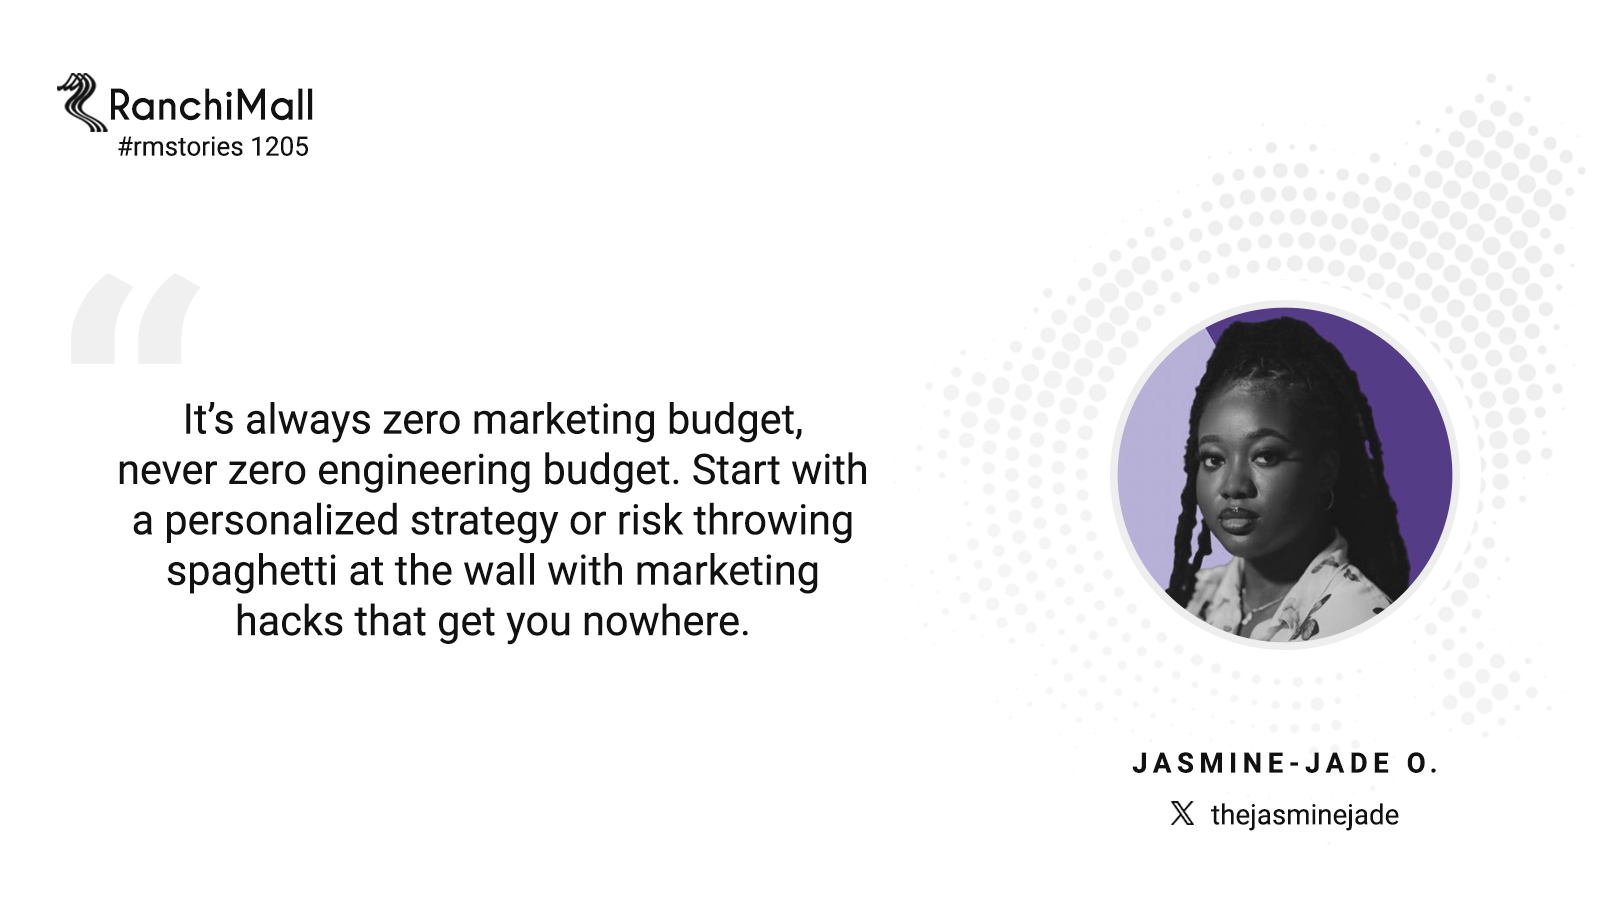 RanchiMall
#rmstories 1205
“
It’s always zero marketing budget,
never zero engineering budget. Start with
a personalized strategy or risk throwing
spaghetti at the wall with marketing
hacks that get you nowhere.
JASMINE-JADE O.
𝕏 thejasminejade